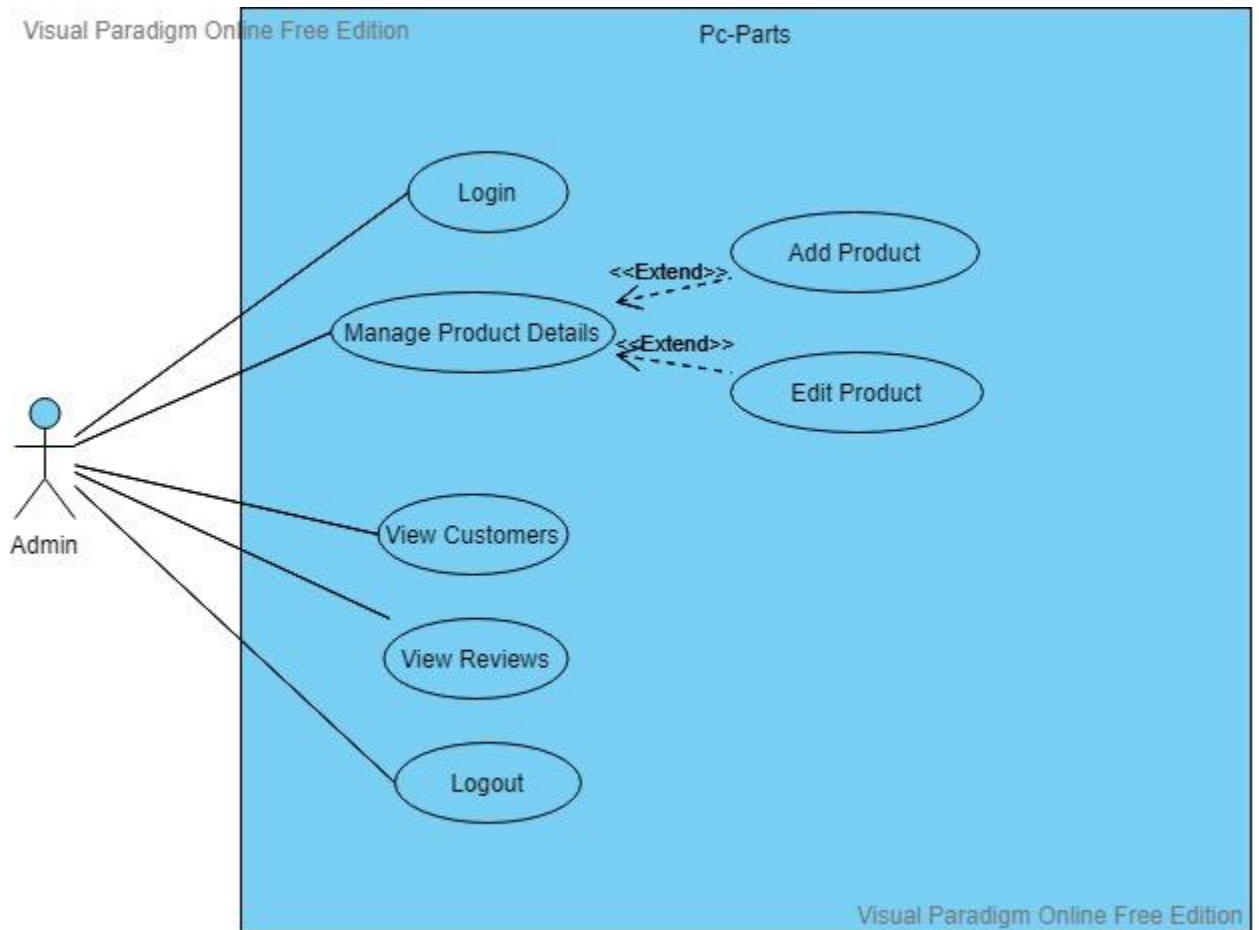 Visual Paradigm Online Free Edition
Pc-Parts
Login
Add Product
<<Extend>>
Manage Product Details
<<Extend>>
Edit Product
Admin
View Customers
View Reviews
Logout
Visual Paradigm Online Free Edition